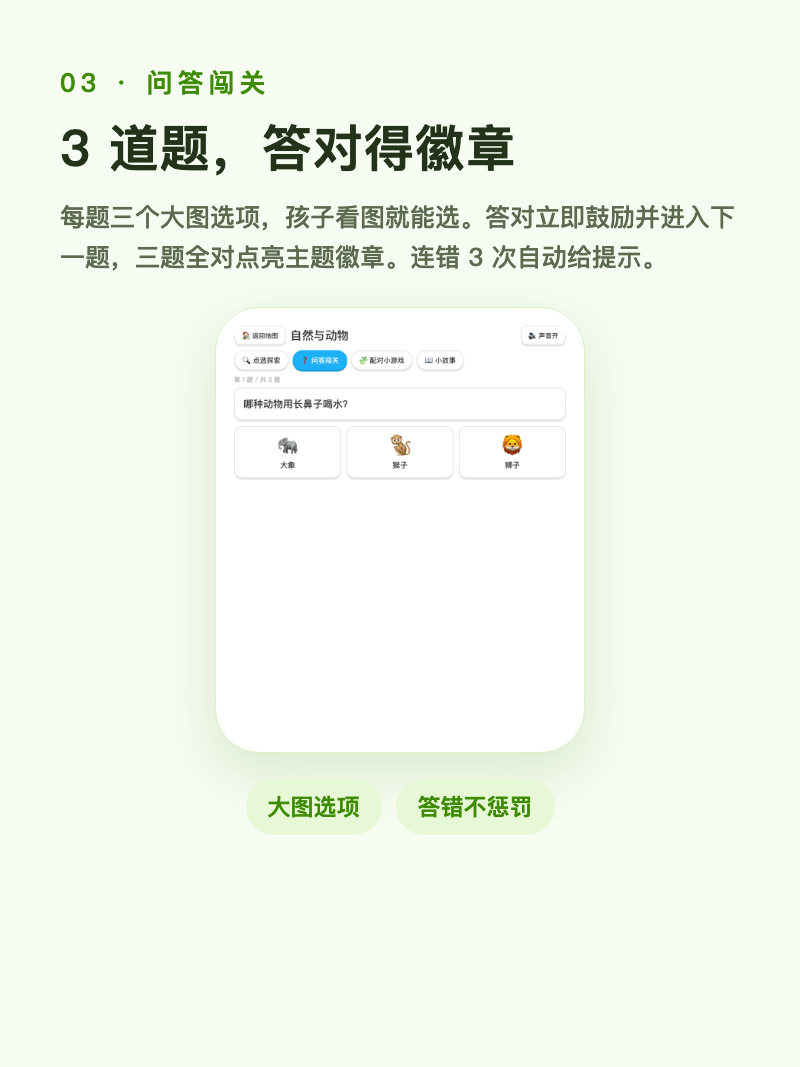 03 · 问答闯关
3 道题，答对得徽章
每题三个大图选项，孩子看图就能选。答对立即鼓励并进入下
一题，三题全对点亮主题徽章。连错 3 次自动给提示。
返回地图 自然与动物 声音开
点透探索 问答闯关 配对小游戏 小故事
第 1 题 / 共 3 题
哪种动物用长鼻子喝水?
大象 猴子 狮子
大图选项 答错不惩罚